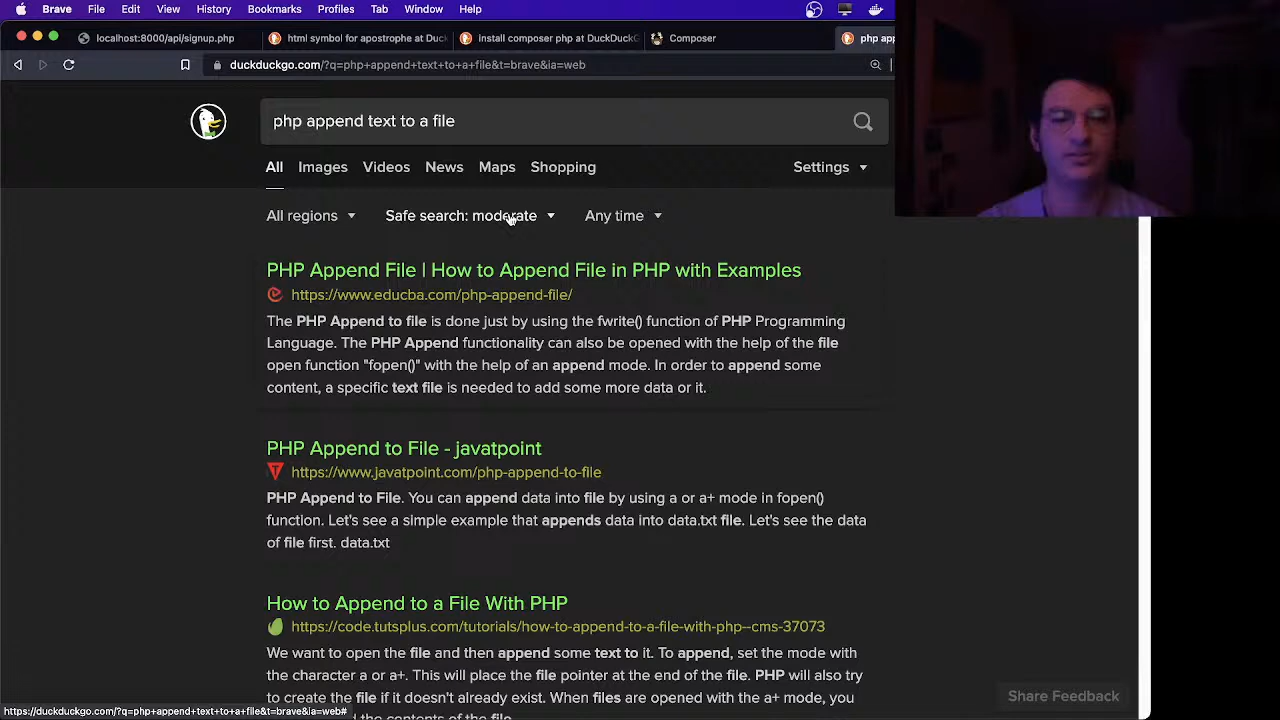 Brave File Edit View History Bookmarks Profiles Tab Window Help
localhost:8000/api/signup.php
html symbol for apostrophe at Duck
install composer php at DuckDuckG
Composer
php ap
duckduckgo.com/?q=php+append+text+to+a+file&t=brave&ia=web
php append text to a file
All Images Videos News Maps Shopping Settings
All regions Safe search: moderate Any time
PHP Append File | How to Append File in PHP with Examples
https://www.educba.com/php-append-file/
The PHP Append to file is done just by using the fwrite() function of PHP Programming
Language. The PHP Append functionality can also be opened with the help of the file
open function "fopen()" with the help of an append mode. In order to append some
content, a specific text file is needed to add some more data or it.
PHP Append to File - javatpoint
https://www.javatpoint.com/php-append-to-file
PHP Append to File. You can append data into file by using a or a+ mode in fopen()
function. Let's see a simple example that appends data into data.txt file. Let's see the data
of file first. data.txt
How to Append to a File With PHP
https://code.tutsplus.com/tutorials/how-to-append-to-a-file-with-php--cms-37073
We want to open the file and then append some text to it. To append, set the mode with
the character a or a+. This will place the file pointer at the end of the file. PHP will also try
to create the file if it doesn't already exist. When files are opened with the a+ mode, you
d the contents of the file.
Share Feedback
https://duckduckgo.com/?q=php+append+text+to+a+file&t=brave&ia=web#